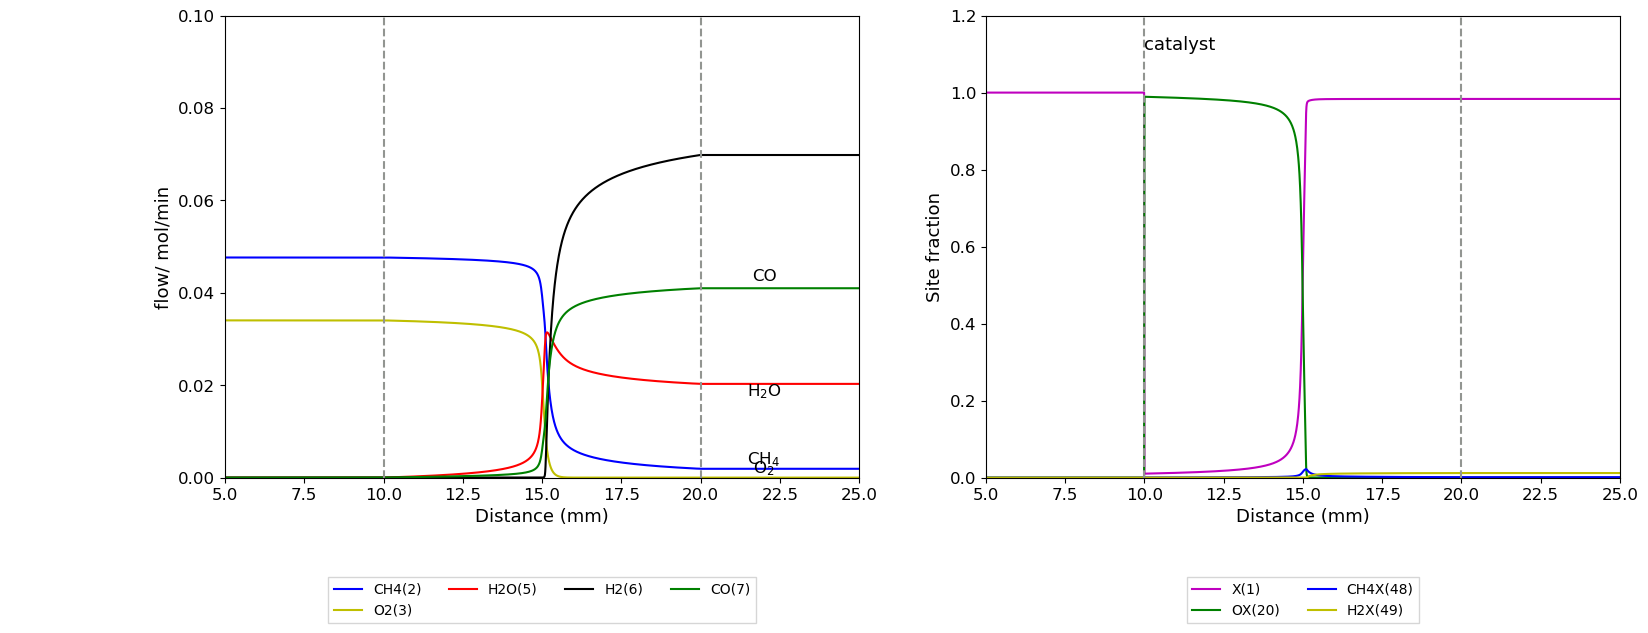 0.10
0.08
0.06
0.04
0.02
0.00
flow/ mol/min
CO
H₂O
CH₄
O₂
5.0 7.5 10.0 12.5 15.0 17.5 20.0 22.5 25.0
Distance (mm)
CH4(2) H2O(5) H2(6) CO(7)
O2(3)
1.2
1.0
0.8
0.6
0.4
0.2
0.0
Site fraction
catalyst
5.0 7.5 10.0 12.5 15.0 17.5 20.0 22.5 25.0
Distance (mm)
X(1) CH4X(48)
OX(20) H2X(49)